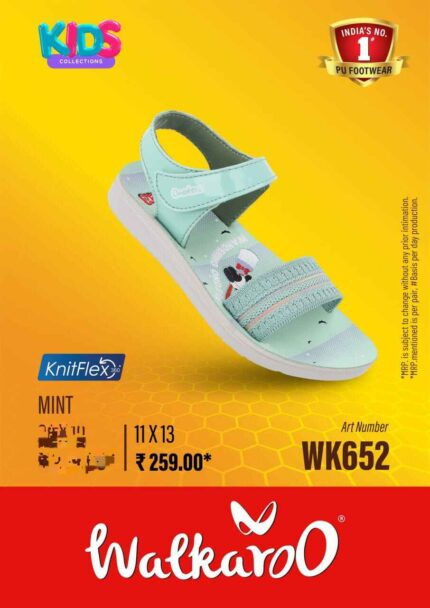 KIDS
COLLECTIONS
INDIA'S NO.
1#
PU FOOTWEAR
*MRP. is subject to change without any prior intimation.
*MRP.mentioned is per pair. #Basis per day production.
KnitFlex 360
MINT
11 X 13
₹ 259.00*
Art Number
WK652
Walkaroo®